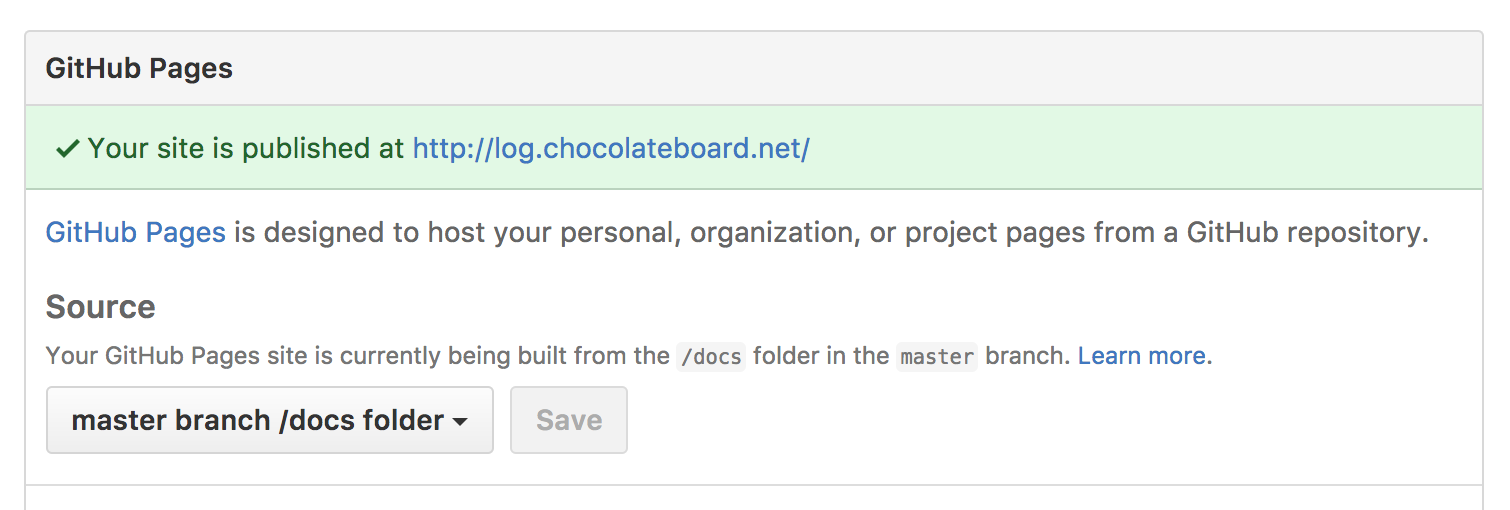 GitHub Pages
Your site is published at http://log.chocolateboard.net/
GitHub Pages is designed to host your personal, organization, or project pages from a GitHub repository.
Source
Your GitHub Pages site is currently being built from the /docs folder in the master branch. Learn more.
master branch /docs folder
Save